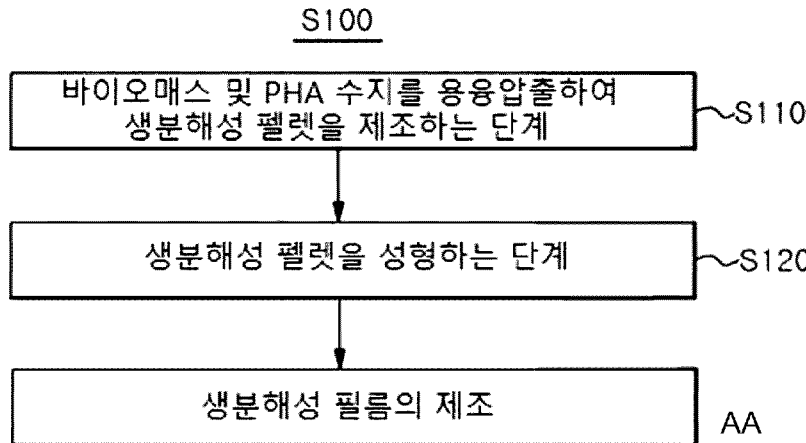 S100
바이오매스 및 PHA 수지를 용융압출하여
생분해성 펠렛을 제조하는 단계
S110
생분해성 펠렛을 성형하는 단계
S120
생분해성 필름의 제조
AA